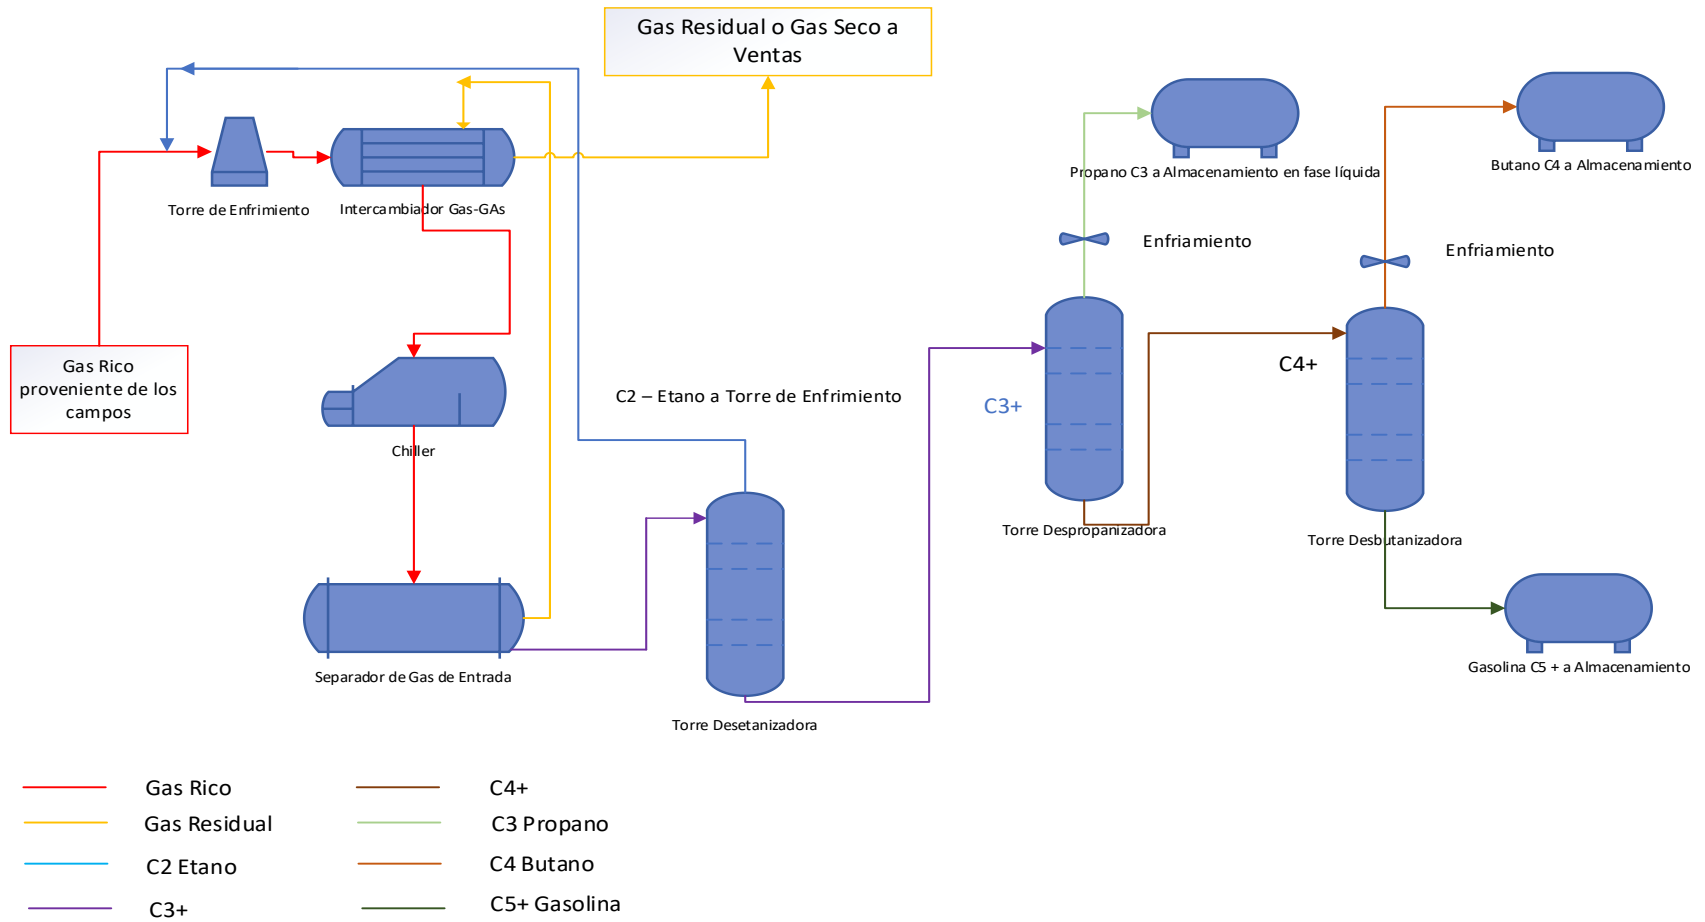 Gas Residual o Gas Seco a
Ventas
Propano C3 a Almacenamiento en fase líquida
Butano C4 a Almacenamiento
Torre de Enfrimiento
Intercambiador Gas-GAs
Enfriamiento
Enfriamiento
Gas Rico
proveniente de los
campos
C4+
C2 – Etano a Torre de Enfrimiento
C3+
Chiller
Torre Despropanizadora
Torre Desbutanizadora
Separador de Gas de Entrada
Gasolina C5 + a Almacenamiento
Torre Desetanizadora
Gas Rico
C4+
Gas Residual
C3 Propano
C2 Etano
C4 Butano
C3+
C5+ Gasolina